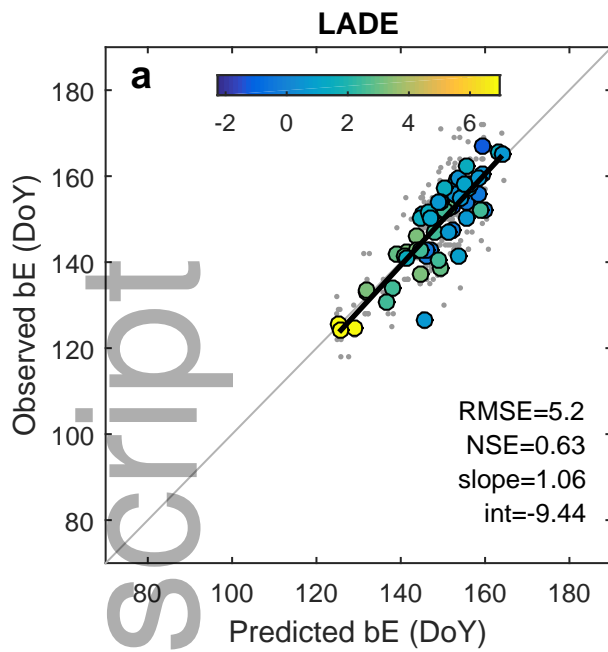 LADE
a
-2 0 2 4 6
180
160
140
120
100
80
Observed bE (DoY)
RMSE=5.2
NSE=0.63
slope=1.06
int=-9.44
80 100 120 140 160 180
Predicted bE (DoY)
script